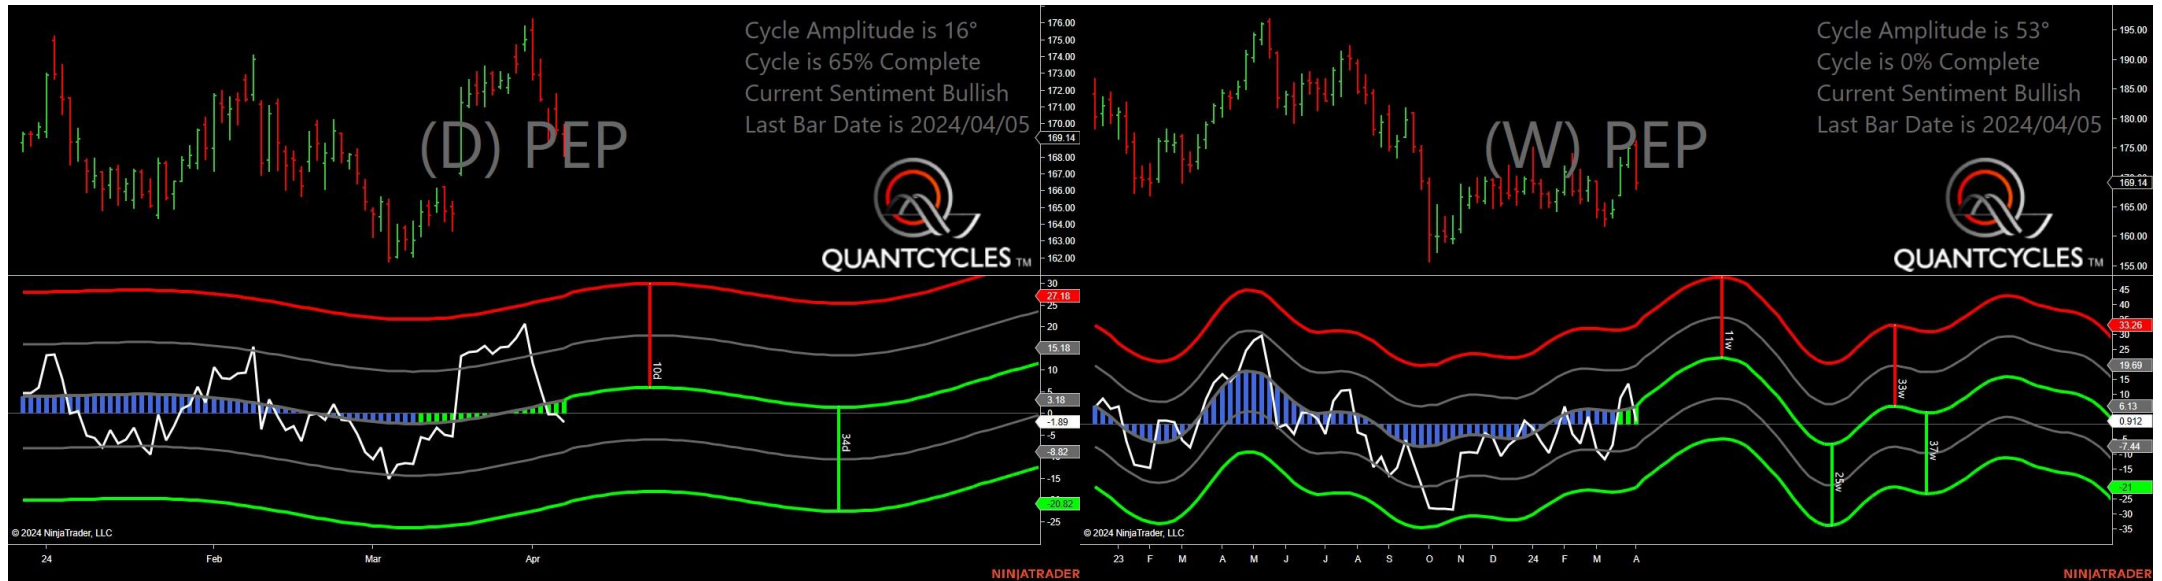 Cycle Amplitude is 16°
Cycle is 65% Complete
Current Sentiment Bullish
Last Bar Date is 2024/04/05
(D) PEP
QUANTCYCLES TM
176.00
175.00
174.00
173.00
172.00
171.00
170.00
169.14
168.00
167.00
166.00
165.00
164.00
163.00
162.00
30
27.18
25
20
15.18
10
5
3.18
0
-1.89
-5
-8.82
-15
-20.82
-25
10d
34d
© 2024 NinjaTrader, LLC
24 Feb Mar Apr
NINJATRADER
Cycle Amplitude is 53°
Cycle is 0% Complete
Current Sentiment Bullish
Last Bar Date is 2024/04/05
(W) PEP
QUANTCYCLES TM
195.00
190.00
185.00
180.00
175.00
169.14
165.00
160.00
155.00
45
40
33.26
30
25
19.69
15
10
6.13
0.912
-7.44
-10
-15
-21
-25
-30
-35
11w
33w
25w
37w
© 2024 NinjaTrader, LLC
23 F M A M J J A S O N D 24 F M A
NINJATRADER